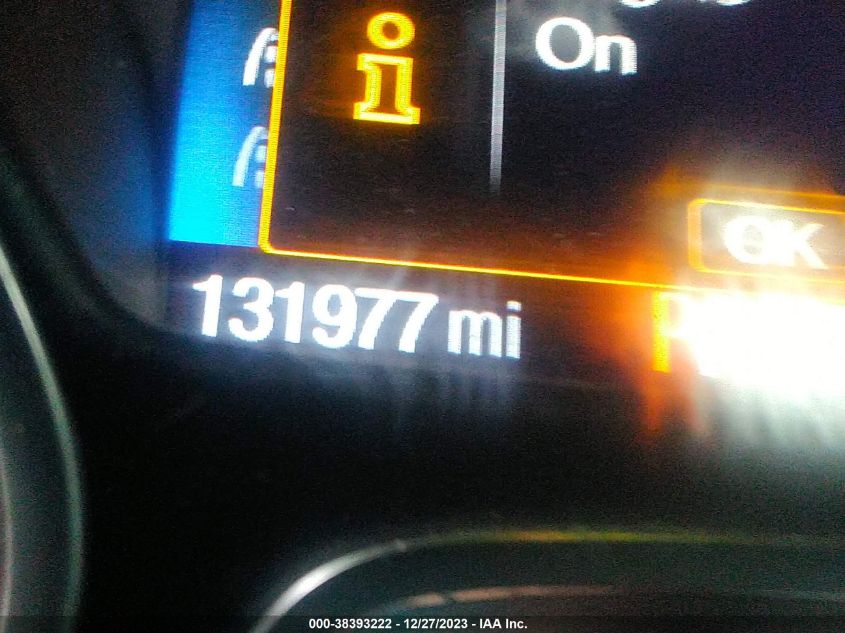 On
OK
131977 mi
000-38393222 - 12/27/2023 - IAA Inc.